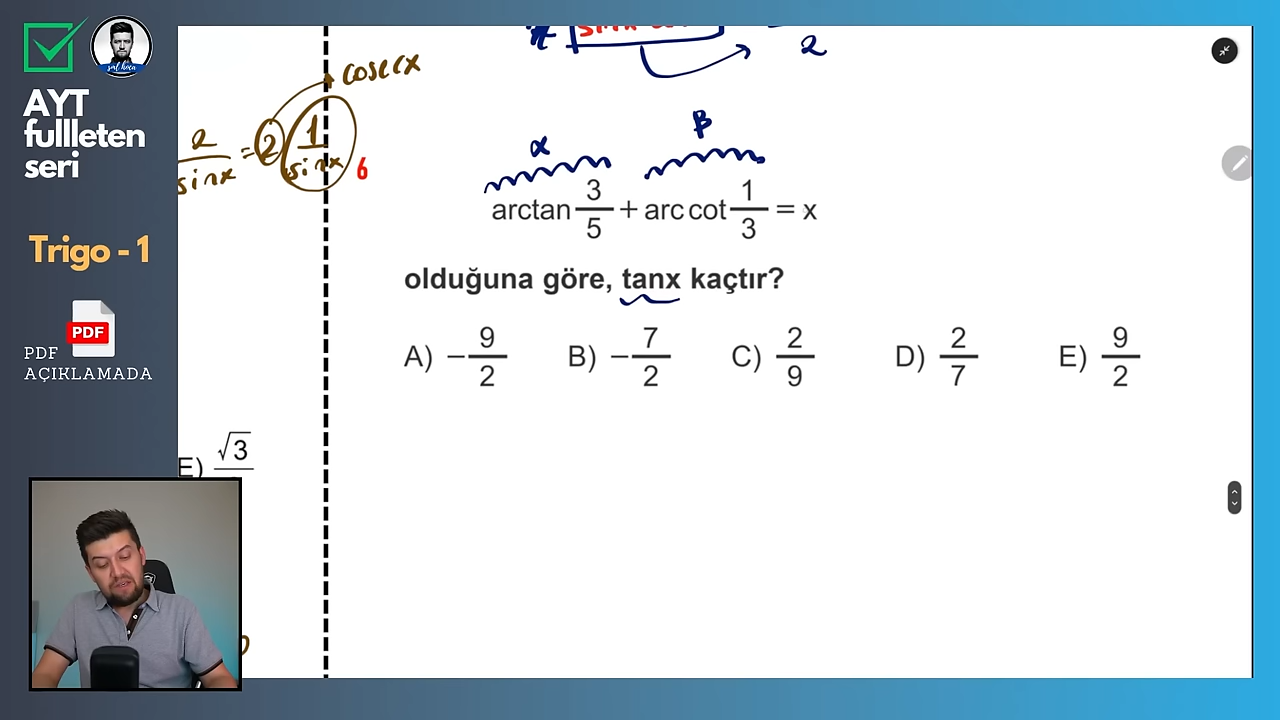 AYT
fullleten
seri
Trigo - 1
PDF
PDF
AÇIKLAMADA
cosecx
2/sinx = 2 1/sinx
6
2
α
β
arctan 3/5 + arc cot 1/3 = x
olduğuna göre, tanx kaçtır?
A) −9/2 B) −7/2 C) 2/9 D) 2/7 E) 9/2
E) √3